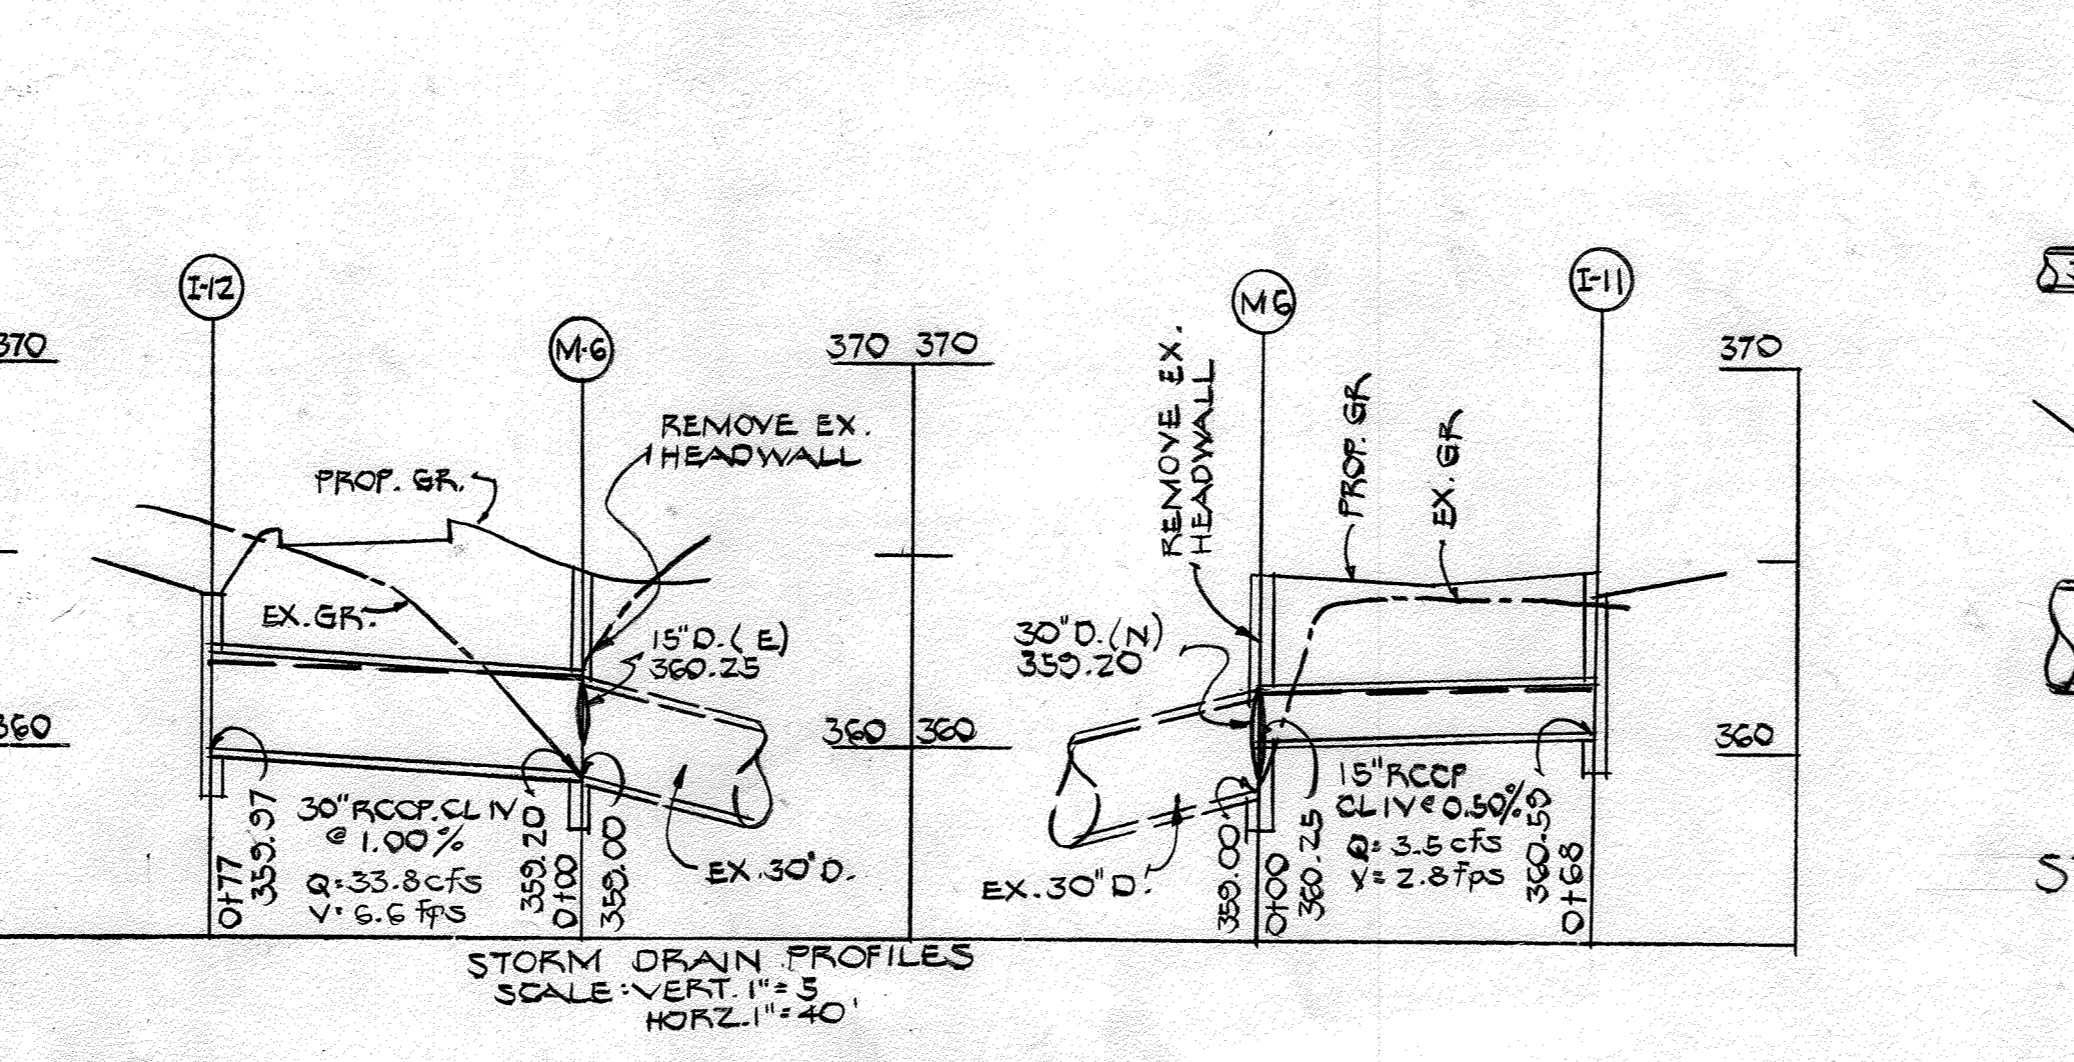 I-12
M-6
370
370 370
REMOVE EX.
HEADWALL
PROP. GR.
EX. GR.
15"D. (E)
360.25
360
360 360
30" RCCP. CL IV
@ 1.00%
Q=33.8cfs
V= 6.6 fps
0+77
359.97
359.20
0+00
359.00
EX. 30"D.
M6
I-11
370
REMOVE EX.
HEADWALL
PROP. GR
EX. GR
30"D. (N)
359.20
360
EX. 30"D.
359.00
0+00
360.25
15" RCCP
CL IV @ 0.50%
Q= 3.5 cfs
V= 2.8 fps
360.59
0+68
STORM DRAIN PROFILES
SCALE: VERT. 1"= 5
HORZ. 1"= 40'